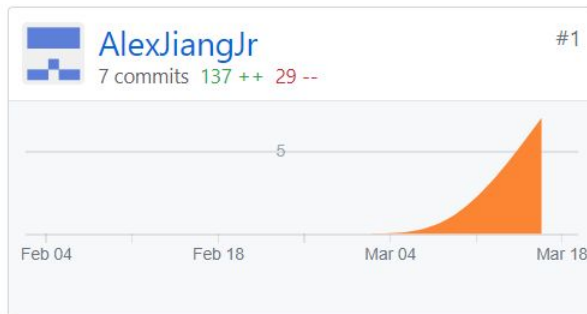 AlexJiangJr #1
7 commits 137 ++ 29 --
5
Feb 04 Feb 18 Mar 04 Mar 18